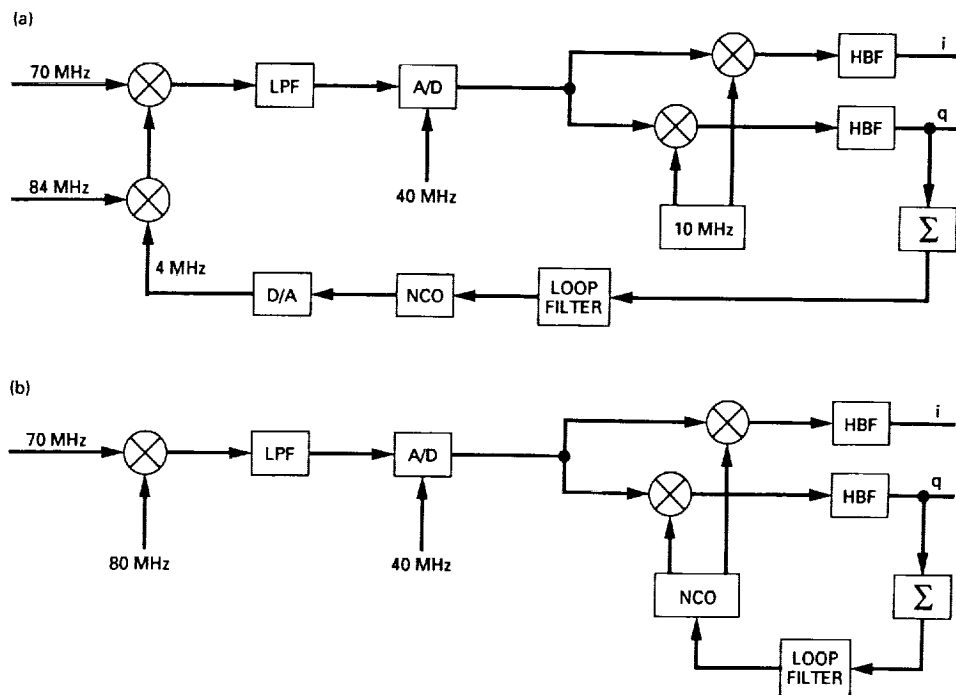 (a)
70 MHz
LPF
A/D
HBF
i
HBF
q
84 MHz
40 MHz
10 MHz
Σ
4 MHz
D/A
NCO
LOOP
FILTER
(b)
70 MHz
LPF
A/D
HBF
i
HBF
q
80 MHz
40 MHz
NCO
Σ
LOOP
FILTER